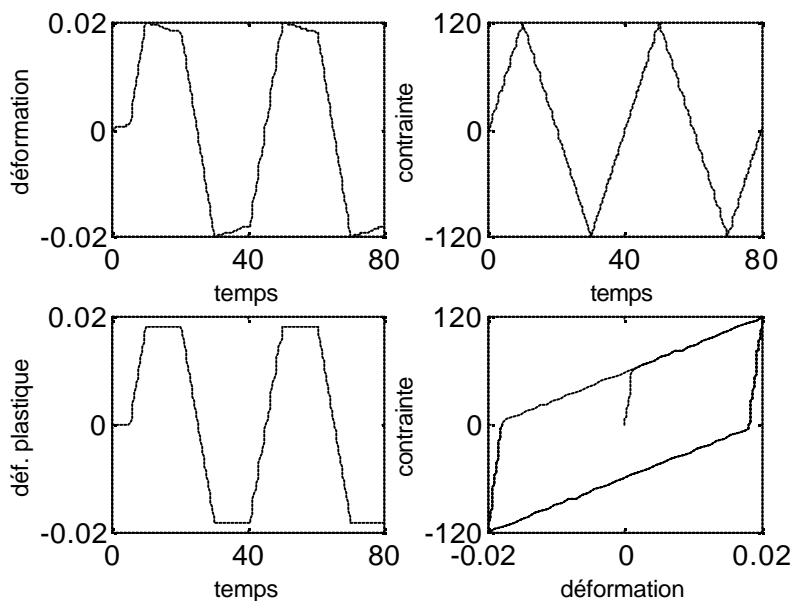 0.02
0
-0.02
déformation
0 40 80
temps
120
0
-120
contrainte
0 40 80
temps
0.02
0
-0.02
déf. plastique
0 40 80
temps
120
0
-120
contrainte
-0.02 0 0.02
déformation